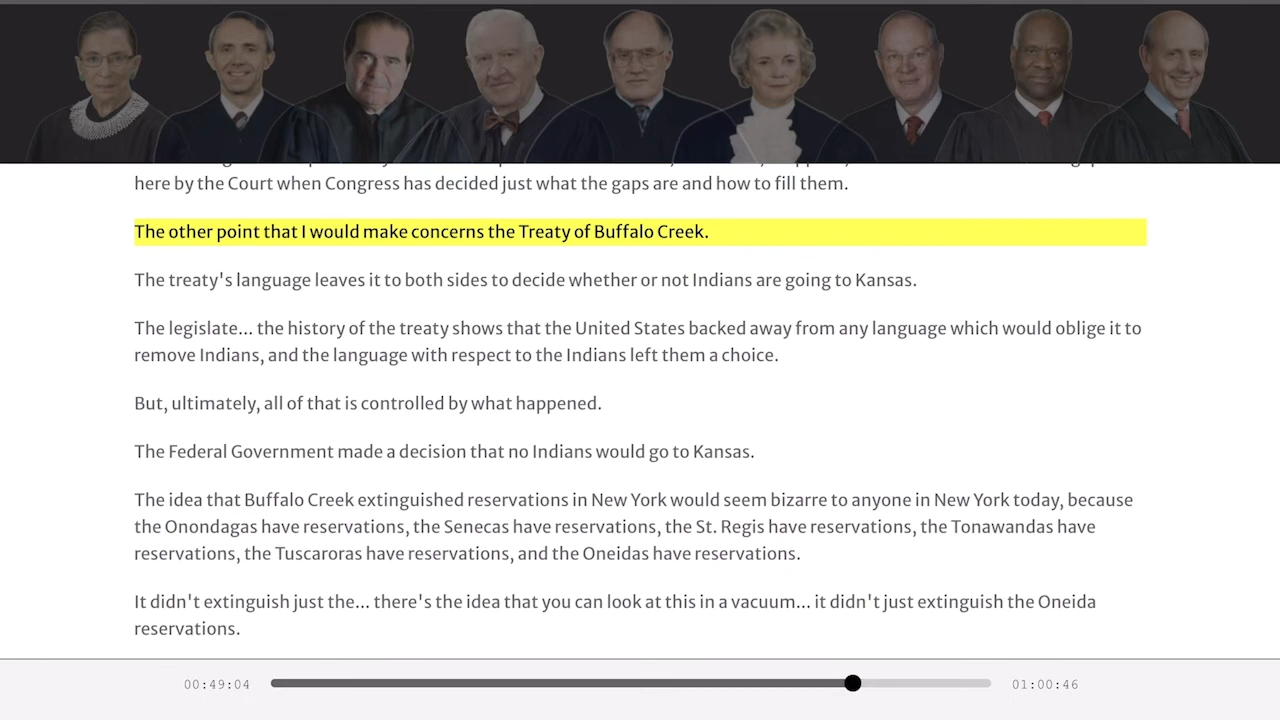 here by the Court when Congress has decided just what the gaps are and how to fill them.
The other point that I would make concerns the Treaty of Buffalo Creek.
The treaty's language leaves it to both sides to decide whether or not Indians are going to Kansas.
The legislate... the history of the treaty shows that the United States backed away from any language which would oblige it to
remove Indians, and the language with respect to the Indians left them a choice.
But, ultimately, all of that is controlled by what happened.
The Federal Government made a decision that no Indians would go to Kansas.
The idea that Buffalo Creek extinguished reservations in New York would seem bizarre to anyone in New York today, because
the Onondagas have reservations, the Senecas have reservations, the St. Regis have reservations, the Tonawandas have
reservations, the Tuscaroras have reservations, and the Oneidas have reservations.
It didn't extinguish just the... there's the idea that you can look at this in a vacuum... it didn't just extinguish the Oneida
reservations.
00:49:04
01:00:46